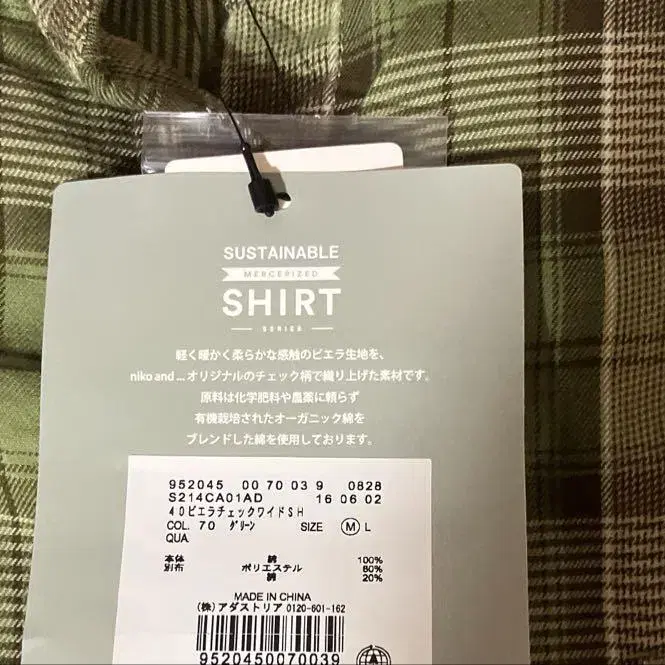 SUSTAINABLE
MERCERIZED
SHIRT
SERIES
軽く暖かく柔らかな感触のビエラ生地を、
niko and ... オリジナルのチェック柄で織り上げた素材です。
原料は化学肥料や農薬に頼らず
有機栽培されたオーガニック綿を
ブレンドした綿を使用しております。
952045 00 70 03 9 0828
S214CA01AD 16 06 02
40ビエラチェックワイドSH
COL. 70 グリーン SIZE Ⓜ L
QUA.
本体 綿 100%
別布 ポリエステル 80%
綿 20%
MADE IN CHINA
(株)アダストリア 0120-601-162
9520450070039